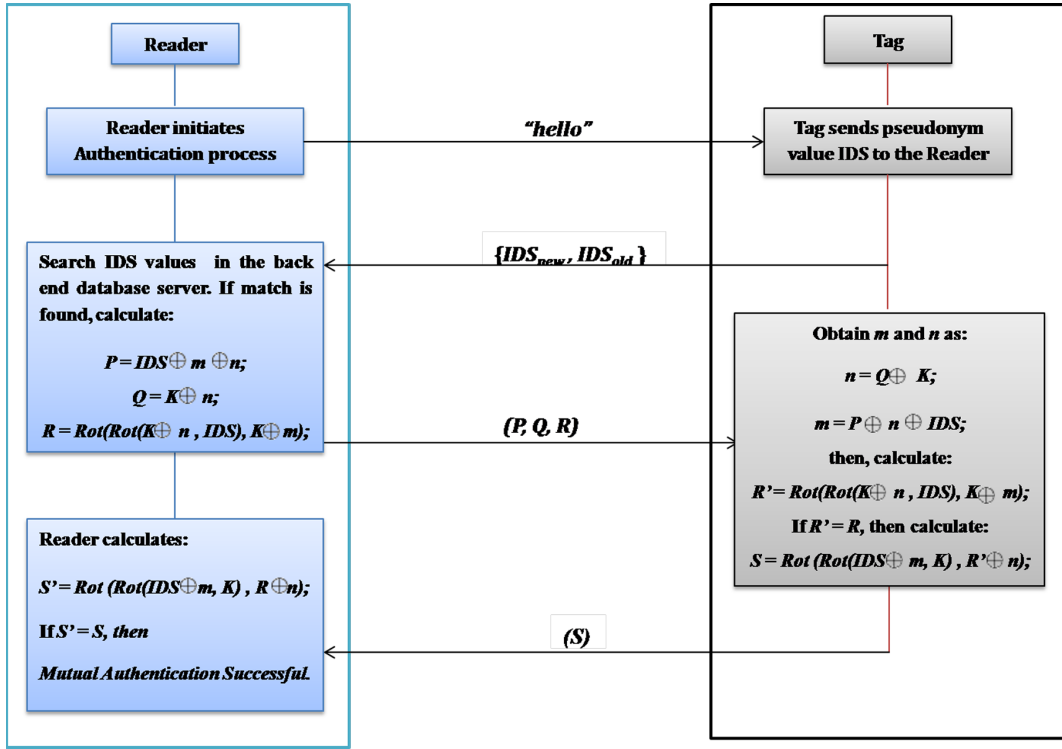 Reader
Tag
Reader initiates
Authentication process
"hello"
Tag sends pseudonym
value IDS to the Reader
{IDSnew, IDSold }
Search IDS values in the back
end database server. If match is
found, calculate:
P = IDS⊕ m ⊕n;
Q = K⊕ n;
R = Rot(Rot(K⊕ n , IDS), K⊕m);
(P, Q, R)
Obtain m and n as:
n = Q⊕ K;
m = P ⊕ n ⊕ IDS;
then, calculate:
R’= Rot(Rot(K⊕ n , IDS), K⊕ m);
If R’= R, then calculate:
S = Rot (Rot(IDS⊕ m, K) , R’⊕ n);
Reader calculates:
S’= Rot (Rot(IDS⊕m, K) , R⊕n);
If S’= S, then
Mutual Authentication Successful.
(S)